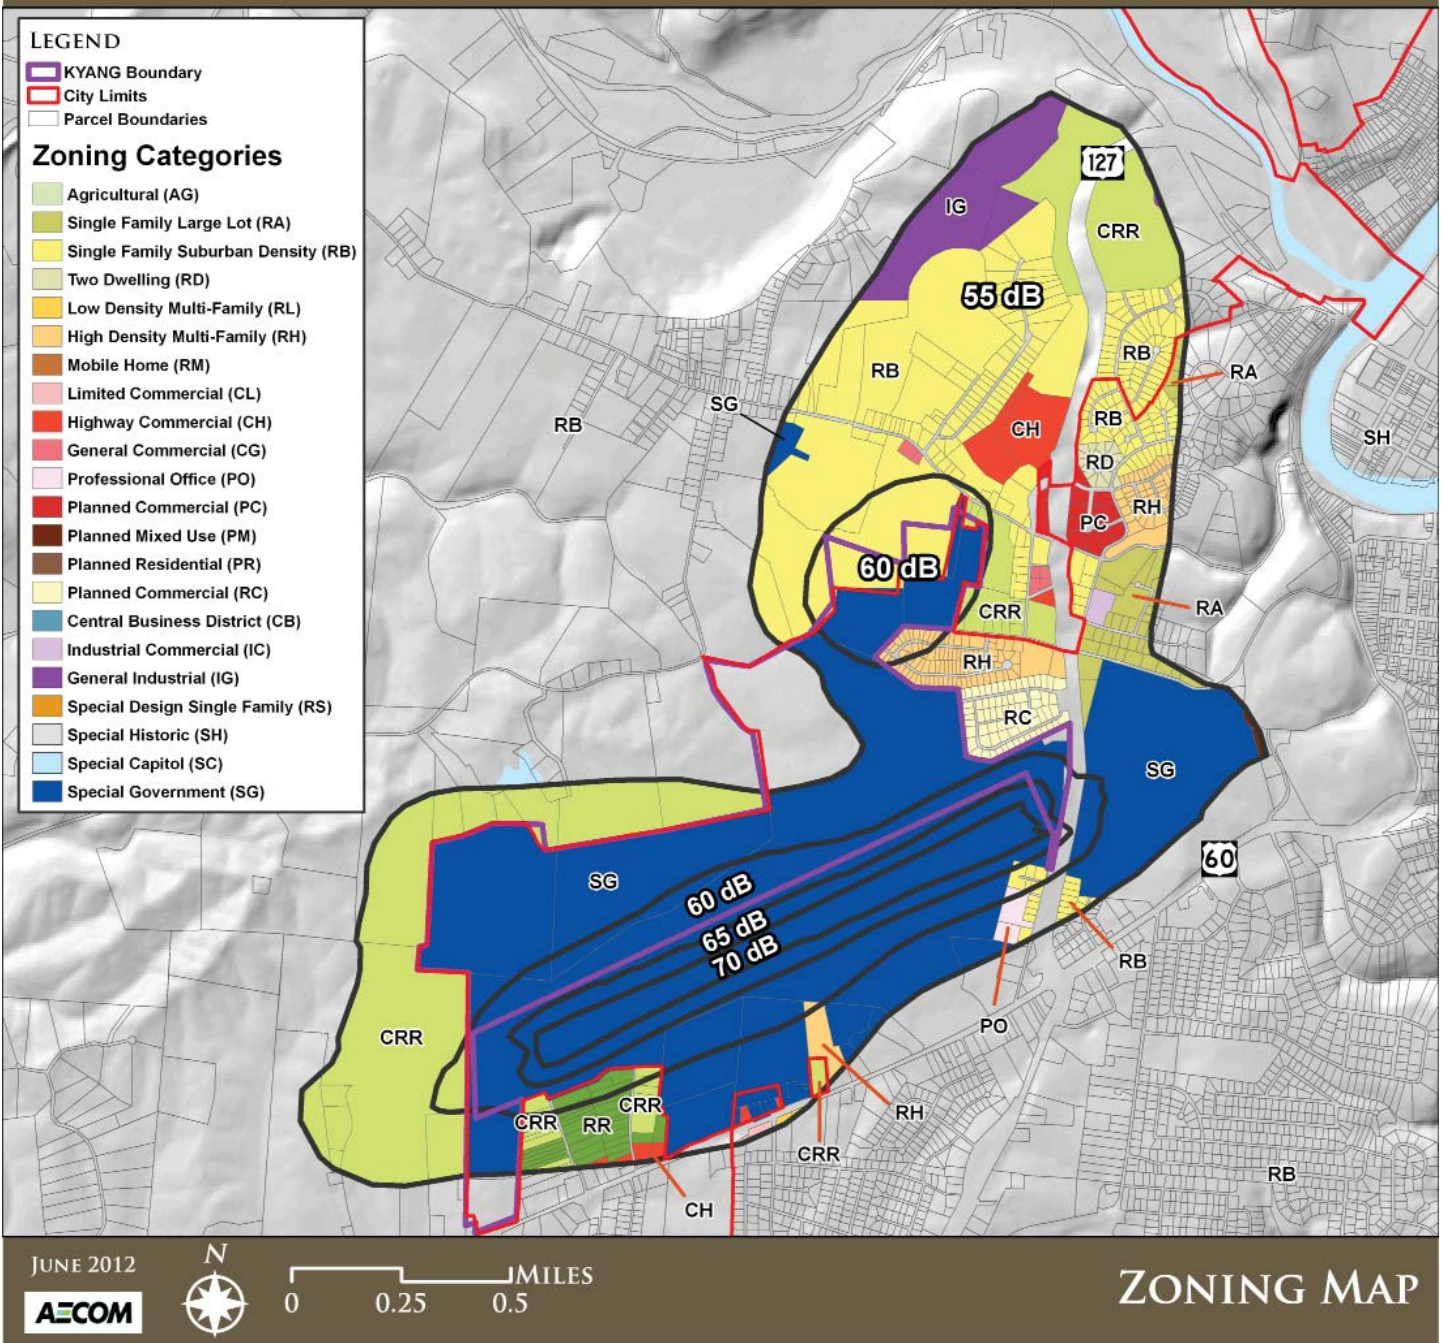 LEGEND
KYANG Boundary
City Limits
Parcel Boundaries
Zoning Categories
Agricultural (AG)
Single Family Large Lot (RA)
Single Family Suburban Density (RB)
Two Dwelling (RD)
Low Density Multi-Family (RL)
High Density Multi-Family (RH)
Mobile Home (RM)
Limited Commercial (CL)
Highway Commercial (CH)
General Commercial (CG)
Professional Office (PO)
Planned Commercial (PC)
Planned Mixed Use (PM)
Planned Residential (PR)
Planned Commercial (RC)
Central Business District (CB)
Industrial Commercial (IC)
General Industrial (IG)
Special Design Single Family (RS)
Special Historic (SH)
Special Capitol (SC)
Special Government (SG)
127
IG
CRR
55 dB
RB
RB
RA
SG
RB
RB
CH
SH
RD
RH
PC
60 dB
CRR
RA
RH
RC
SG
60
SG
60 dB
65 dB
70 dB
RB
PO
CRR
CRR
CRR
RR
RH
CRR
RB
CH
JUNE 2012
AECOM
N
0
0.25
0.5
MILES
ZONING MAP